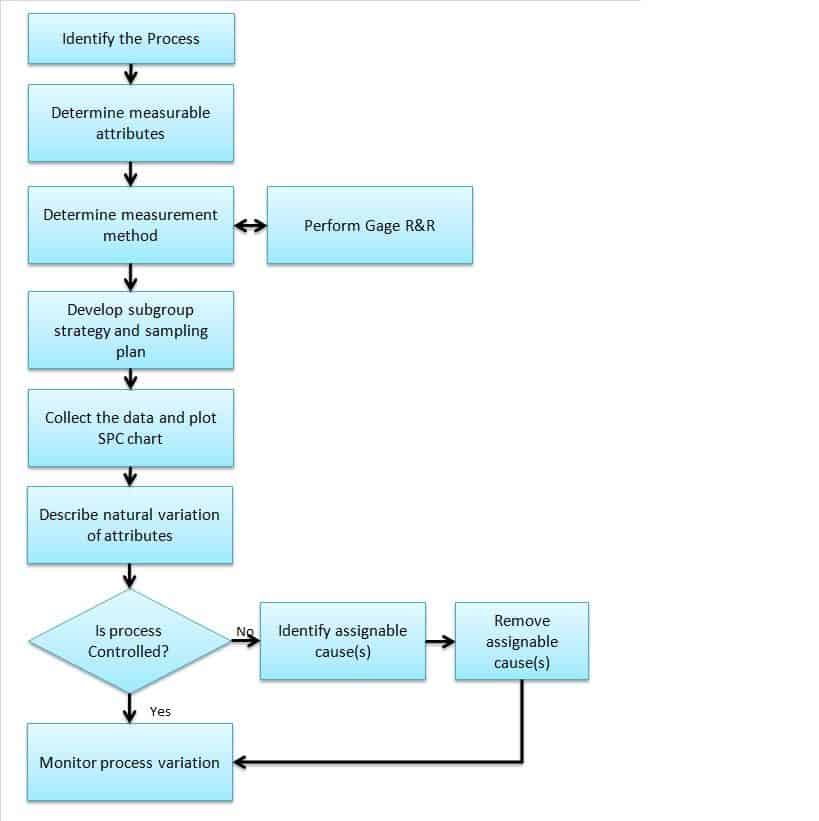 Identify the Process
Determine measurable
attributes
Determine measurement
method
Perform Gage R&R
Develop subgroup
strategy and sampling
plan
Collect the data and plot
SPC chart
Describe natural variation
of attributes
Is process
Controlled?
No
Identify assignable
cause(s)
Remove
assignable
cause(s)
Yes
Monitor process variation